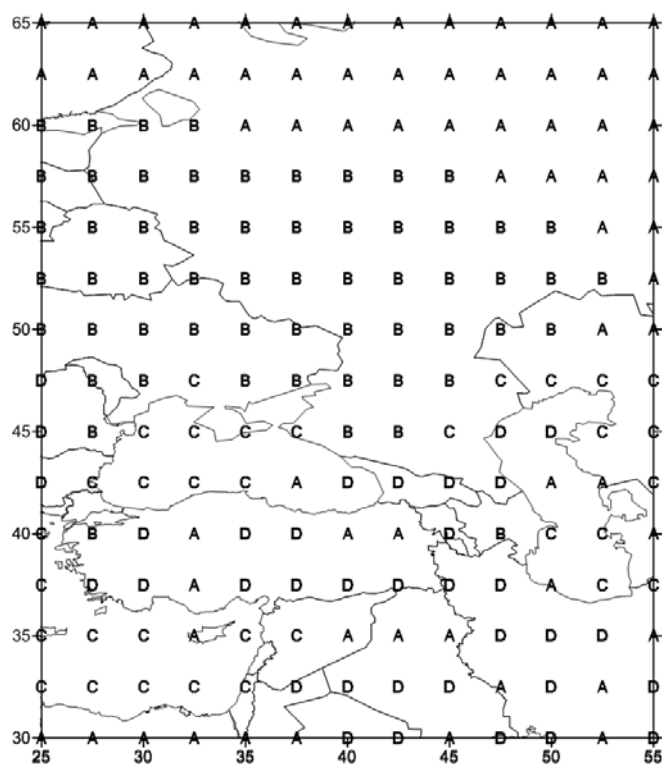 65 A A A A A A A A A A A A A
A A A A A A A A A A A A A
60 B B B B A A A A A A A A A
B B B B B B B B B A A A A
55 B B B B B B B B B B B A A
B B B B B B B B B B B B A
50 B B B B B B B B B B B A A
D B B C B B B B B C C C C
45 D B C C C C B B C D D C C
D C C C C A D D D D A A C
40 C B D A D D A A D B C C A
C D D A D D D D D D A C C
35 C C C A C C A A A D D D A
C C C C C D D D D A D A D
30 A A A A A A D D A D D A D
25 30 35 40 45 50 55